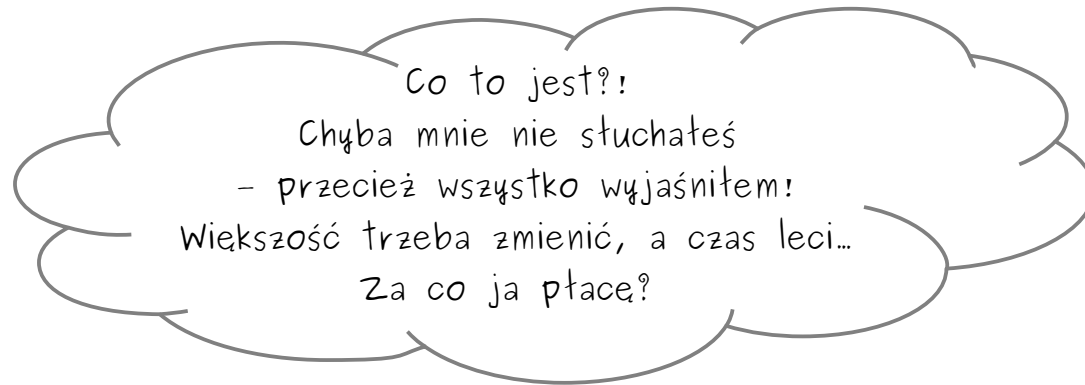 Co to jest?!
Chyba mnie nie słuchałeś
– przecież wszystko wyjaśniłem!
Większość trzeba zmienić, a czas leci…
Za co ja płacę?